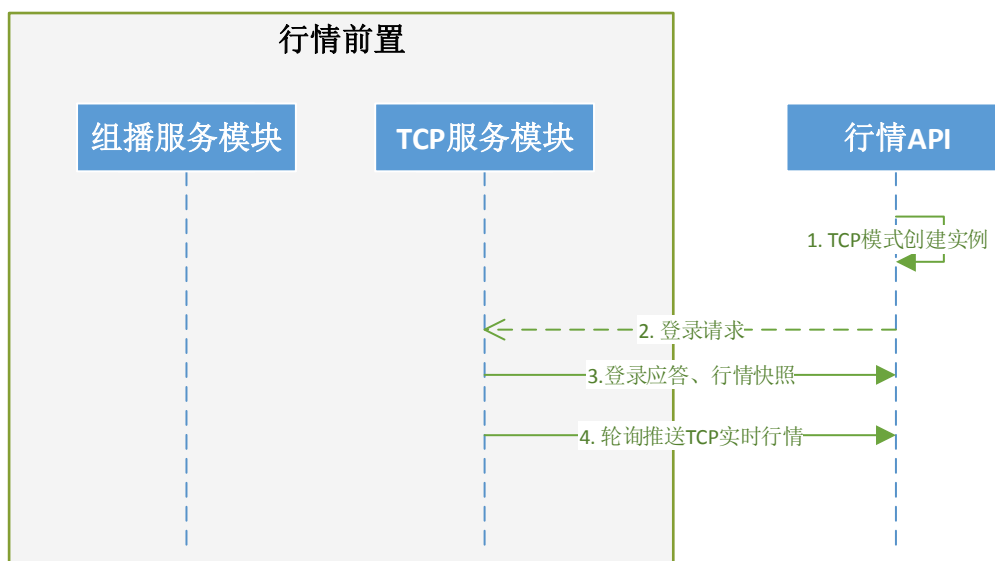 行情前置
组播服务模块
TCP服务模块
行情API
1. TCP模式创建实例
2. 登录请求
3.登录应答、行情快照
4. 轮询推送TCP实时行情